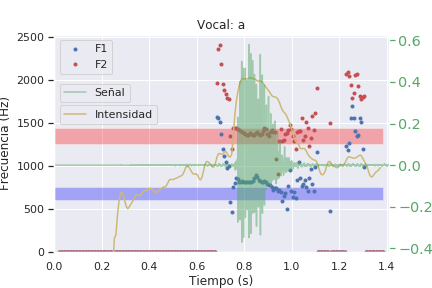 Vocal: a
2500
2000
1500
1000
500
0
Frecuencia (Hz)
F1
F2
Señal
Intensidad
0.6
0.4
0.2
0.0
−0.2
−0.4
0.0 0.2 0.4 0.6 0.8 1.0 1.2 1.4
Tiempo (s)